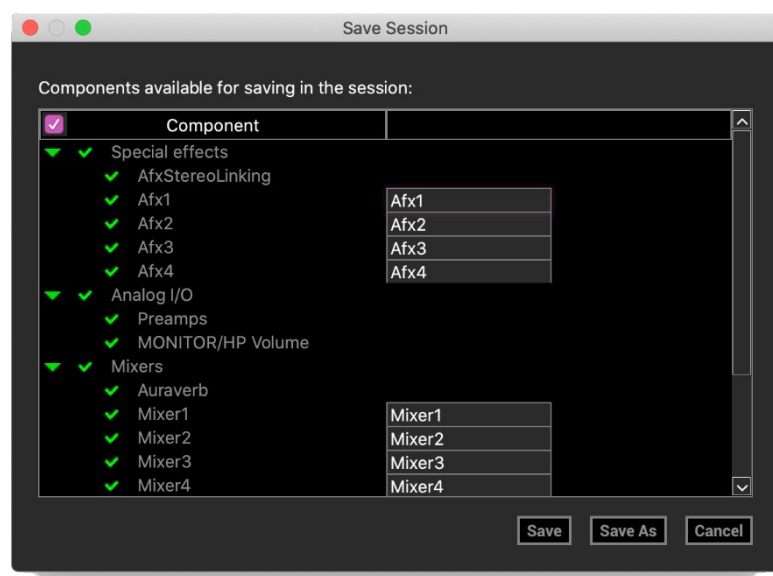 Save Session
Components available for saving in the session:
Component
Special effects
AfxStereoLinking
Afx1 Afx1
Afx2 Afx2
Afx3 Afx3
Afx4 Afx4
Analog I/O
Preamps
MONITOR/HP Volume
Mixers
Auraverb
Mixer1 Mixer1
Mixer2 Mixer2
Mixer3 Mixer3
Mixer4 Mixer4
Save Save As Cancel